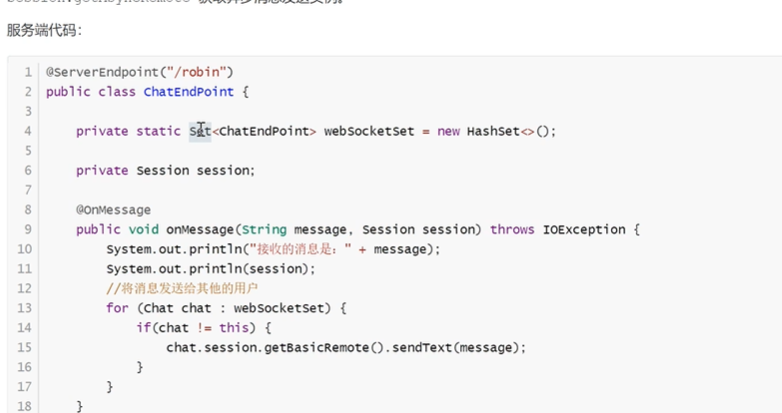 服务端代码：
1 @ServerEndpoint("/robin")
2 public class ChatEndPoint {
3
4     private static Set<ChatEndPoint> webSocketSet = new HashSet<>();
5
6     private Session session;
7
8     @OnMessage
9     public void onMessage(String message, Session session) throws IOException {
10         System.out.println("接收的消息是：" + message);
11         System.out.println(session);
12         //将消息发送给其他的用户
13         for (Chat chat : webSocketSet) {
14             if(chat != this) {
15                 chat.session.getBasicRemote().sendText(message);
16             }
17         }
18     }